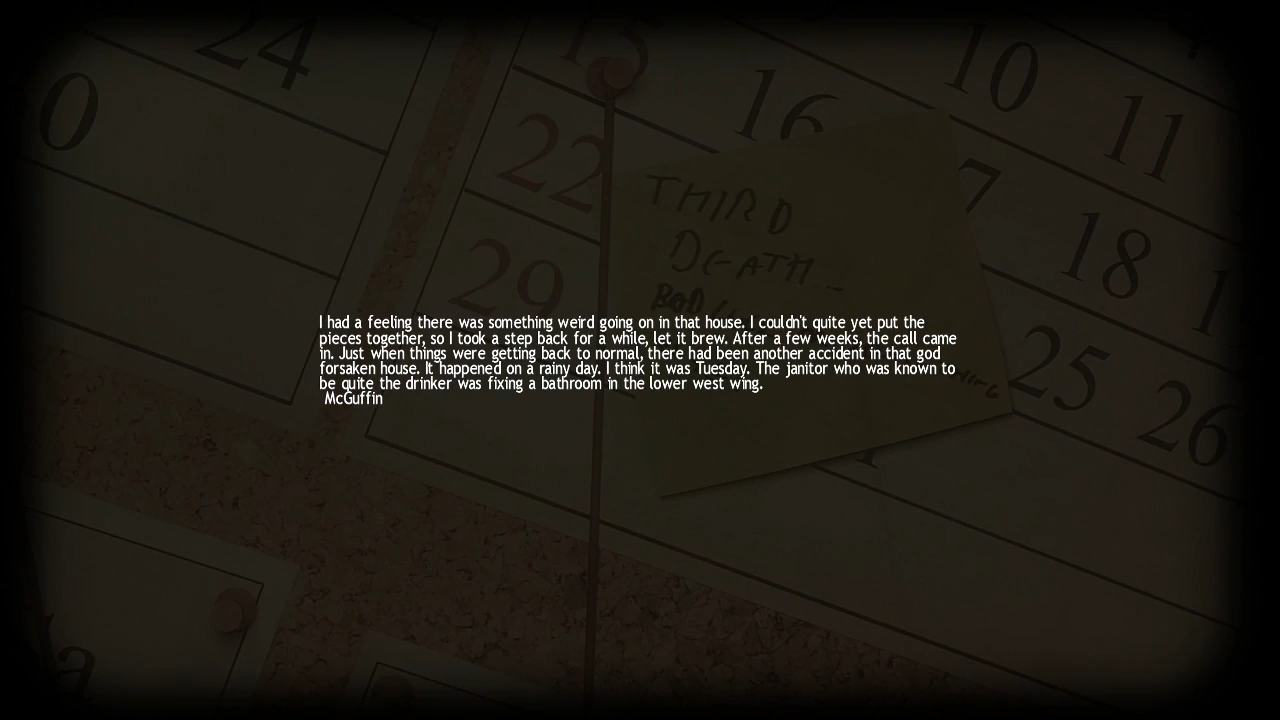 24
15
10
11
0
16
22
THIRD
7
DEATH...
18
1
29
I had a feeling there was something weird going on in that house. I couldn't quite yet put the
pieces together, so I took a step back for a while, let it brew. After a few weeks, the call came
in. Just when things were getting back to normal, there had been another accident in that god
forsaken house. It happened on a rainy day. I think it was Tuesday. The janitor who was known to
be quite the drinker was fixing a bathroom in the lower west wing.
McGuffin
25
26